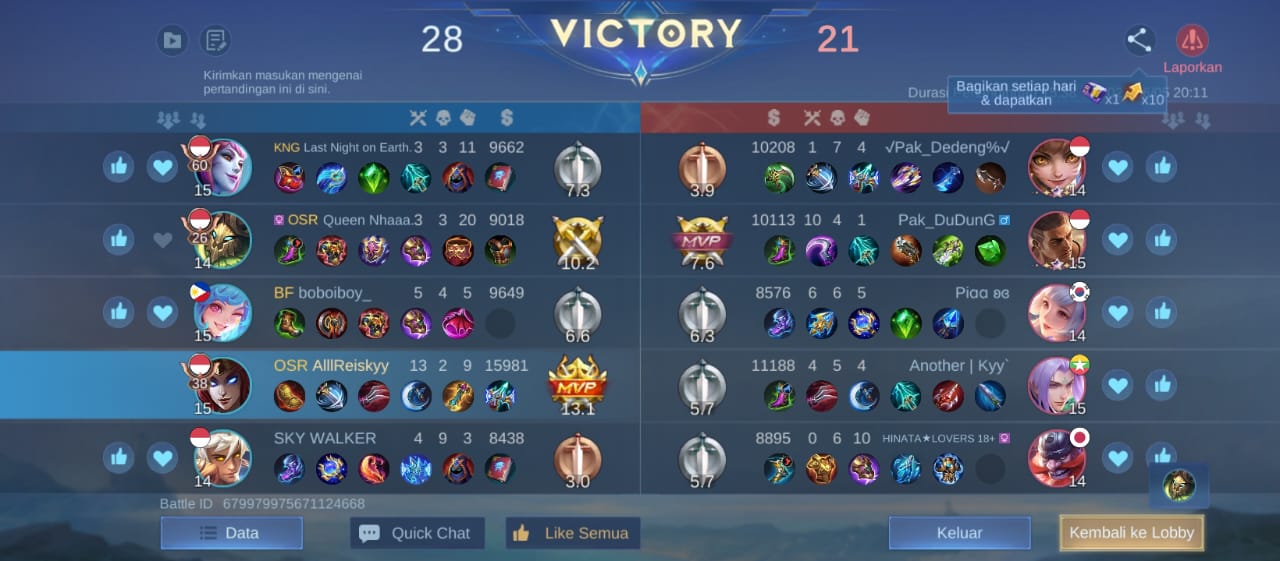 28
VICTORY
21
Kirimkan masukan mengenai
pertandingan ini di sini.
Laporkan
Bagikan setiap hari
& dapatkan
x1
x10
Durasi
20:11
60
15
KNG Last Night on Earth. 3 3 11 9662
7.3
3.9
10208 1 7 4 √Pak_Dedeng%√
14
26
14
OSR Queen Nhaaa. 3 3 20 9018
10.2
MVP
7.6
10113 10 4 1 Pak_DuDunG
15
15
BF boboiboy_ 5 4 5 9649
6.6
6.3
8576 6 6 5 Piαα ʚɞ
14
38
15
OSR AlllReiskyy 13 2 9 15981
MVP
13.1
5.7
11188 4 5 4 Another | Kyy`
15
14
SKY WALKER 4 9 3 8438
3.0
5.7
8895 0 6 10 HINATA★LOVERS 18+
14
Battle ID 679979975671124668
Data
Quick Chat
Like Semua
Keluar
Kembali ke Lobby